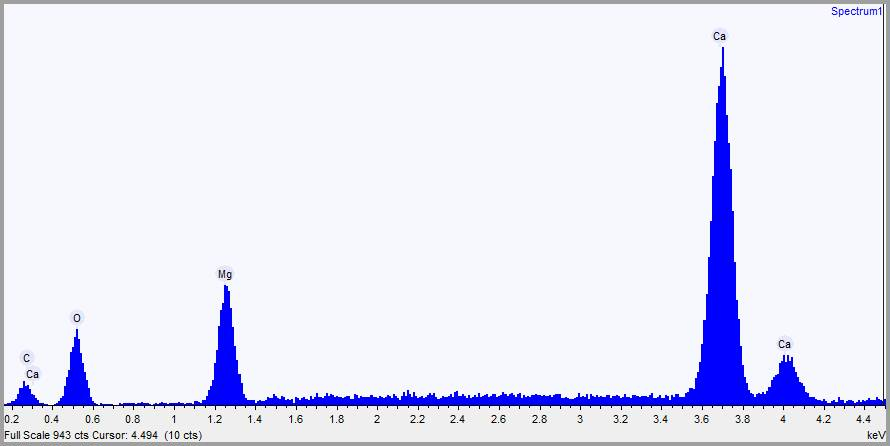 Spectrum1
Ca
Mg
O
C
Ca
Ca
0.2 0.4 0.6 0.8 1 1.2 1.4 1.6 1.8 2 2.2 2.4 2.6 2.8 3 3.2 3.4 3.6 3.8 4 4.2 4.4
Full Scale 943 cts Cursor: 4.494 (10 cts) keV